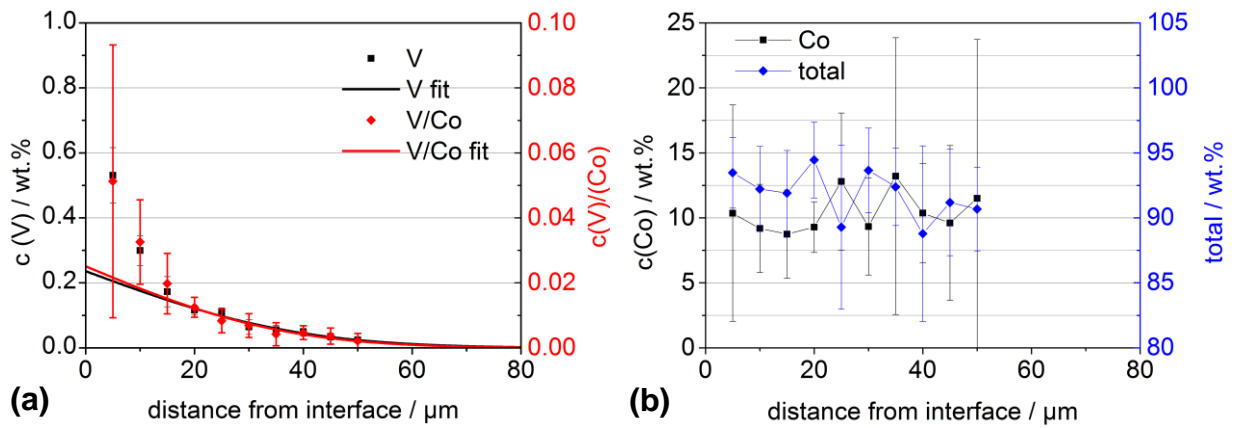 1.0
0.8
0.6
0.4
0.2
0.0
c (V) / wt.%
0.10
0.08
0.06
0.04
0.02
0.00
c(V)/(Co)
V
V fit
V/Co
V/Co fit
0 20 40 60 80
distance from interface / µm
(a)
25
20
15
10
5
0
c(Co) / wt.%
105
100
95
90
85
80
total / wt.%
Co
total
0 20 40 60 80
distance from interface / µm
(b)